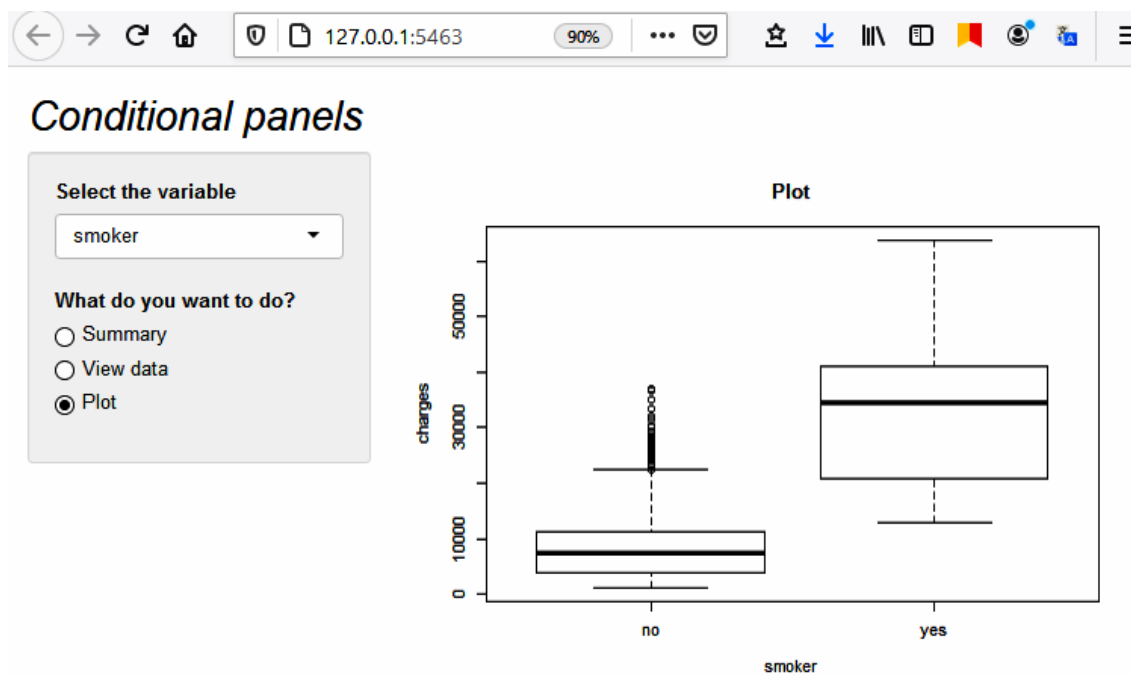 127.0.0.1:5463 90%
Conditional panels
Select the variable
smoker
What do you want to do?
Summary
View data
Plot
Plot
charges
50000
30000
10000
0
no yes
smoker